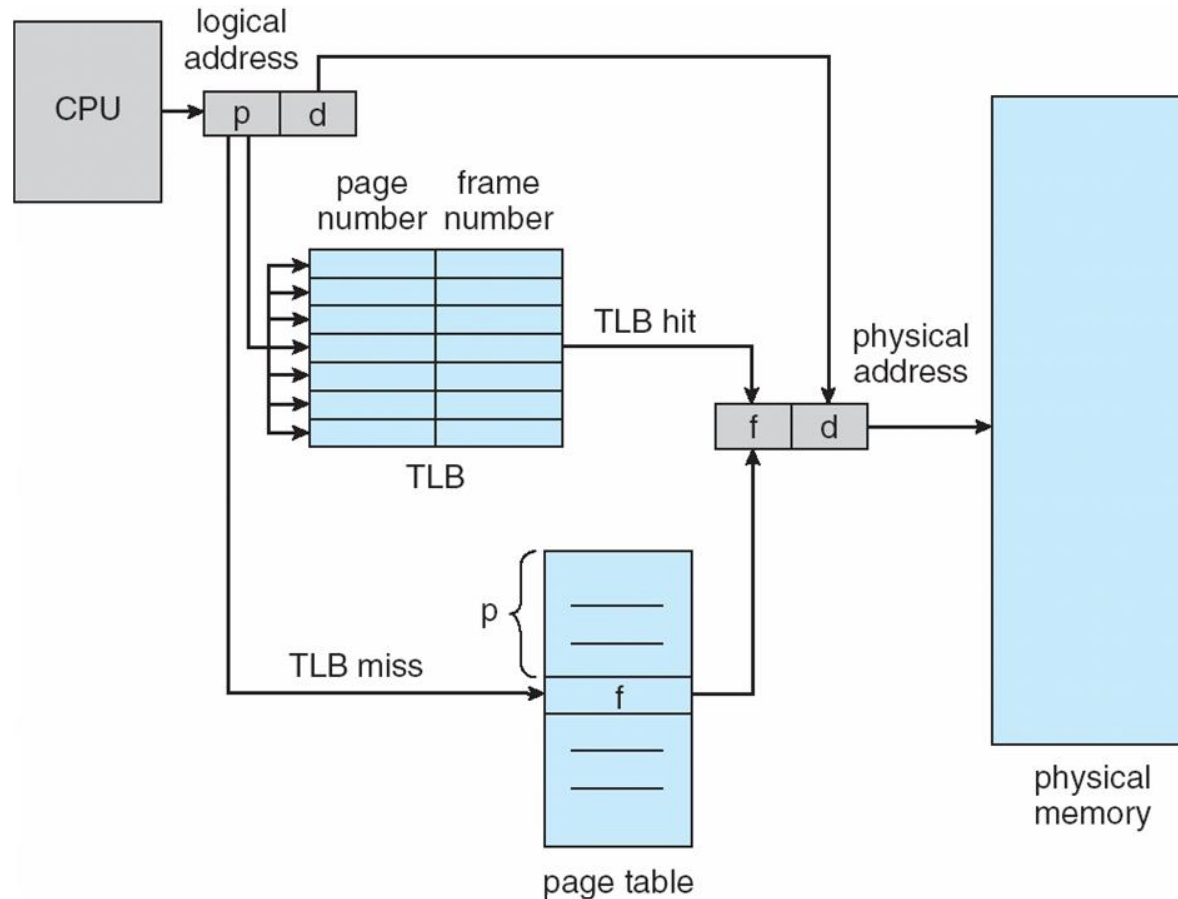 logical
address
CPU
p
d
page
number
frame
number
TLB hit
physical
address
f
d
TLB
p
TLB miss
f
physical
memory
page table